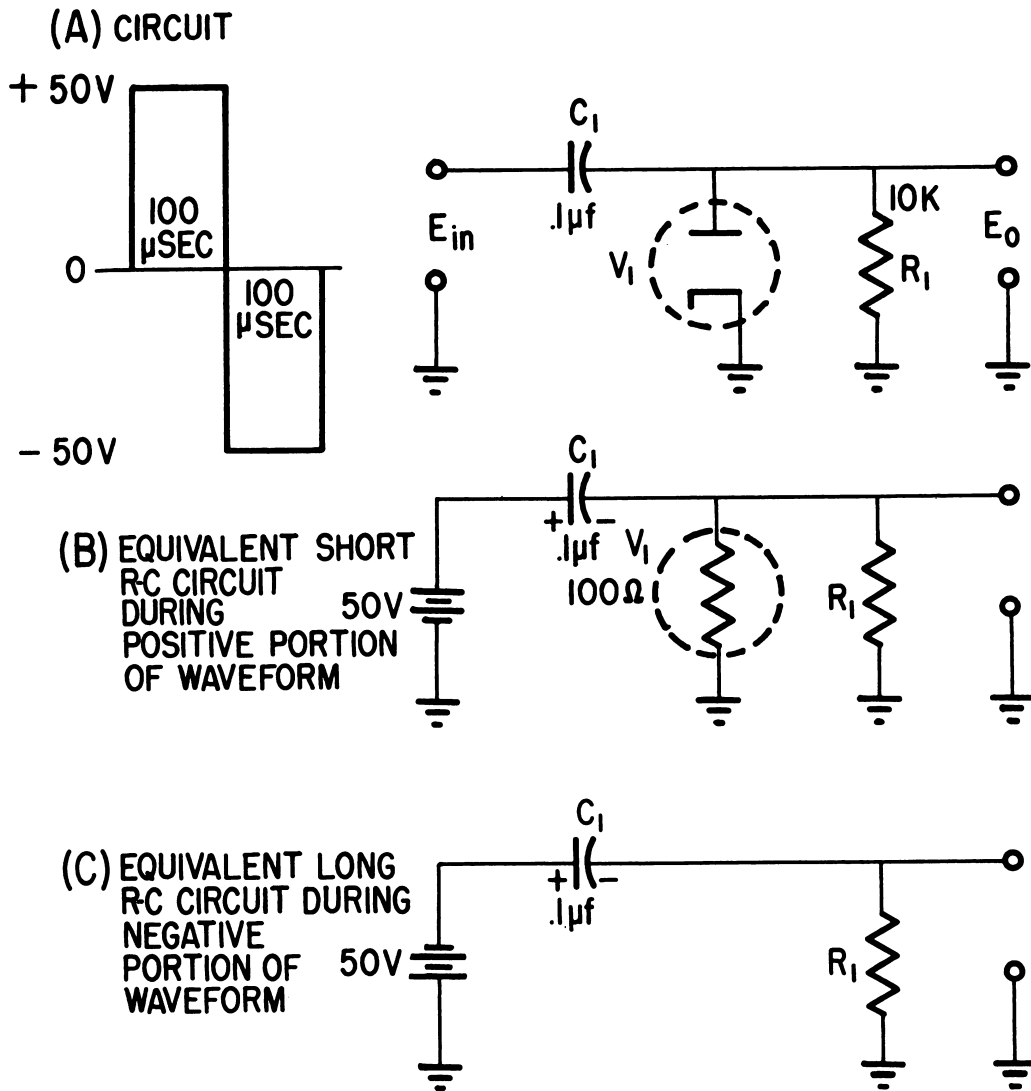 (A) CIRCUIT
+ 50V
100
µSEC
0
100
µSEC
- 50V
C1
.1µf
Ein
V1
10K
R1
Eo
(B) EQUIVALENT SHORT
R-C CIRCUIT
DURING
POSITIVE PORTION
OF WAVEFORM
50V
C1
+ -
.1µf
V1
100Ω
R1
(C) EQUIVALENT LONG
R-C CIRCUIT DURING
NEGATIVE
PORTION OF
WAVEFORM
50V
C1
+ -
.1µf
R1